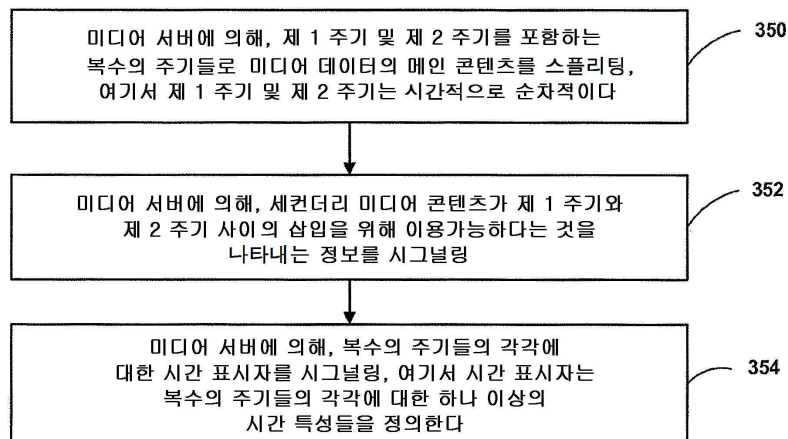 미디어 서버에 의해, 제 1 주기 및 제 2 주기를 포함하는
복수의 주기들로 미디어 데이터의 메인 콘텐츠를 스플리팅,
여기서 제 1 주기 및 제 2 주기는 시간적으로 순차적이다
350
미디어 서버에 의해, 세컨더리 미디어 콘텐츠가 제 1 주기와
제 2 주기 사이의 삽입을 위해 이용가능하다는 것을
나타내는 정보를 시그널링
352
미디어 서버에 의해, 복수의 주기들의 각각에
대한 시간 표시자를 시그널링, 여기서 시간 표시자는
복수의 주기들의 각각에 대한 하나 이상의
시간 특성들을 정의한다
354